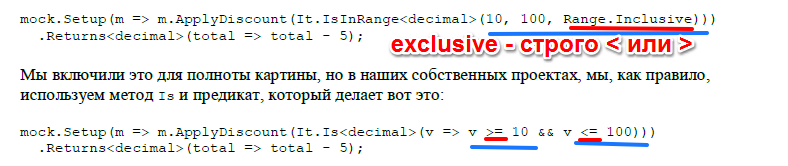 mock.Setup(m => m.ApplyDiscount(It.IsInRange<decimal>(10, 100, Range.Inclusive)))
.Returns<decimal>(total => total - 5);
exclusive - строго < или >
Мы включили это для полноты картины, но в наших собственных проектах, мы, как правило,
используем метод Is и предикат, который делает вот это:
mock.Setup(m => m.ApplyDiscount(It.Is<decimal>(v => v >= 10 && v <= 100)))
.Returns<decimal>(total => total - 5);